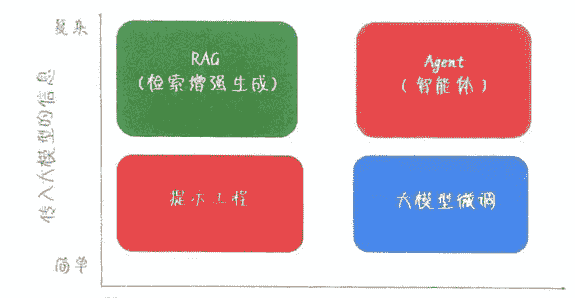 复杂
RAG
(检索增强生成)
Agent
(智能体)
传入大模型的信息
提示工程
大模型微调
简单